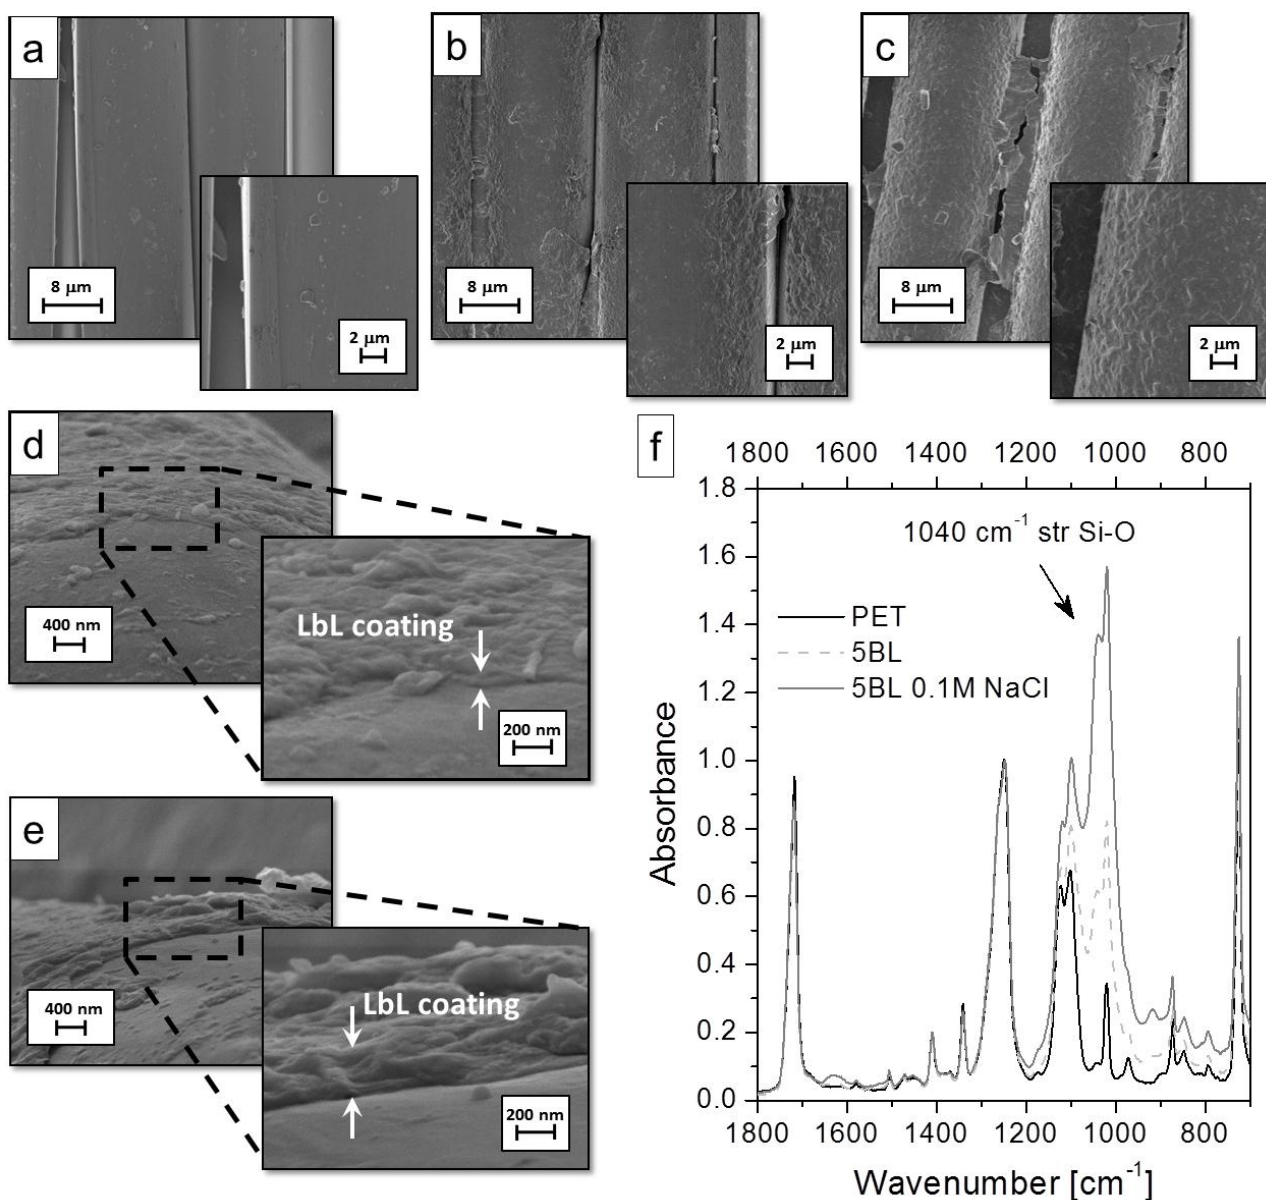 a
8 μm
2 μm
b
8 μm
2 μm
c
8 μm
2 μm
d
400 nm
LbL coating
200 nm
e
400 nm
LbL coating
200 nm
f
1800 1600 1400 1200 1000 800
1.8
1.6
1.4
1.2
1.0
0.8
0.6
0.4
0.2
0.0
Absorbance
1040 cm⁻¹ str Si-O
PET
5BL
5BL 0.1M NaCl
1800 1600 1400 1200 1000 800
Wavenumber [cm⁻¹]